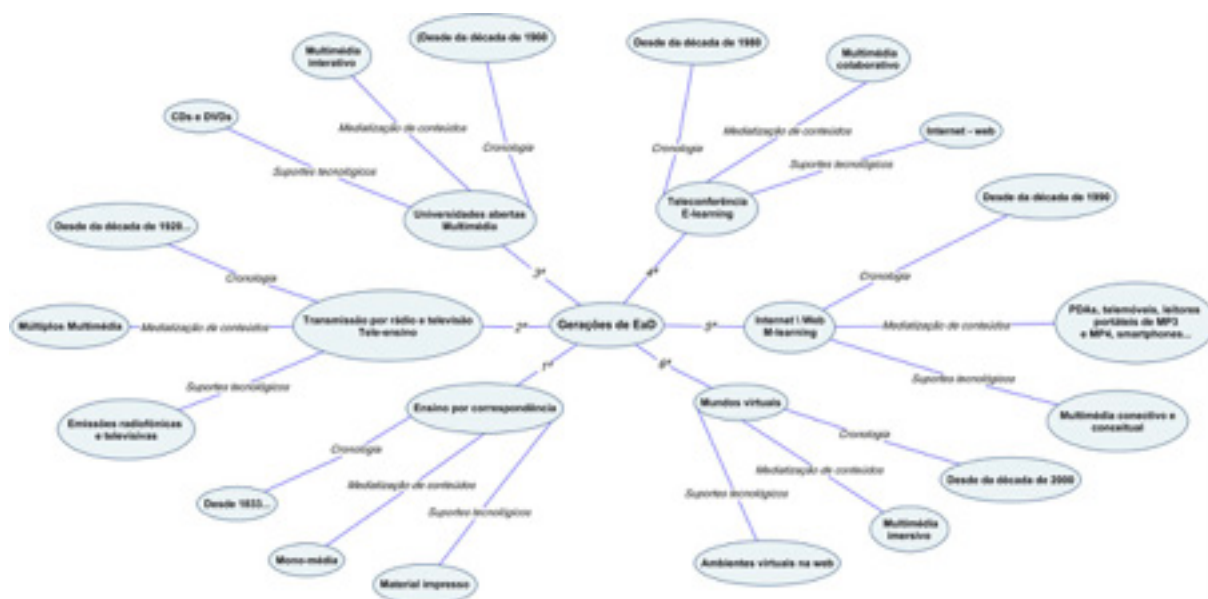 Gerações de EaD
1ª
Ensino por correspondência
Cronologia
Desde 1833...
Mediatização de conteúdos
Mono-média
Suportes tecnológicos
Material impresso
2ª
Transmissão por rádio e televisão
Tele-ensino
Cronologia
Desde da década de 1920...
Mediatização de conteúdos
Múltiplos Multimédia
Suportes tecnológicos
Emissões radiofónicas
e televisivas
3ª
Universidades abertas
Multimédia
Cronologia
(Desde da década de 1960
Mediatização de conteúdos
Multimédia
interativo
Suportes tecnológicos
CDs e DVDs
4ª
Teleconferência
E-learning
Cronologia
Desde da década de 1980
Mediatização de conteúdos
Multimédia
colaborativo
Suportes tecnológicos
Internet - web
5ª
Internet \ Web
M-learning
Cronologia
Desde da década de 1990
Mediatização de conteúdos
PDAs, telemóveis, leitores
portáteis de MP3
e MP4, smartphones...
Suportes tecnológicos
Multimédia conectivo e
conceitual
6ª
Mundos virtuais
Cronologia
Desde da década de 2000
Mediatização de conteúdos
Multimédia
imersivo
Suportes tecnológicos
Ambientes virtuais na web